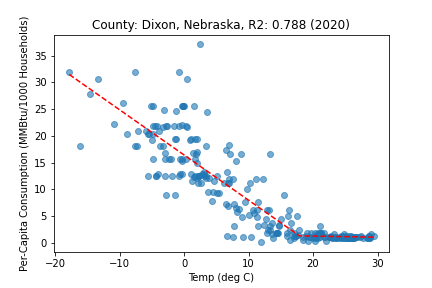 County: Dixon, Nebraska, R2: 0.788 (2020)
Per-Capita Consumption (MMBtu/1000 Households)
35
30
25
20
15
10
5
0
−20 −10 0 10 20 30
Temp (deg C)